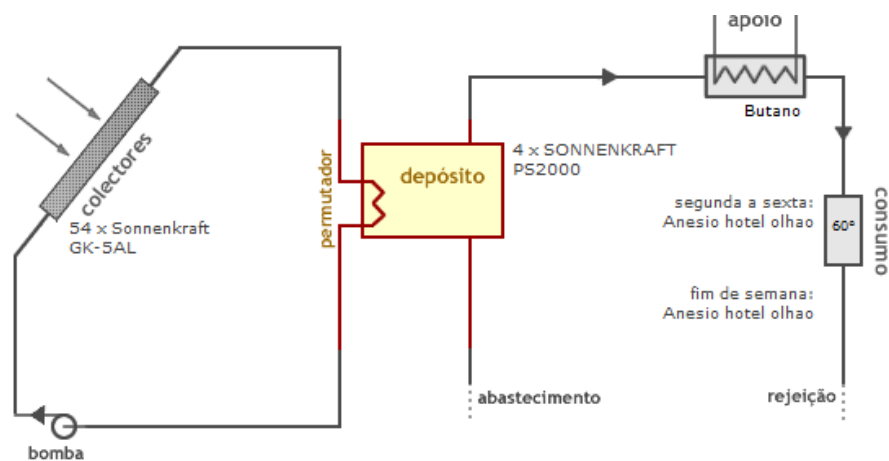 apoio
Butano
colectores
54 x Sonnenkraft
GK-5AL
permutador
depósito
4 x SONNENKRAFT
PS2000
segunda a sexta:
Anesio hotel olhao
60º
consumo
fim de semana:
Anesio hotel olhao
abastecimento
rejeição
bomba